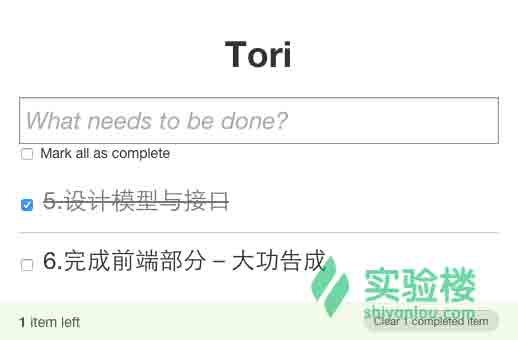 Tori
What needs to be done?
Mark all as complete
5.设计模型与接口
6.完成前端部分 – 大功告成
实验楼
shiyanlou.com
1 item left
Clear 1 completed item